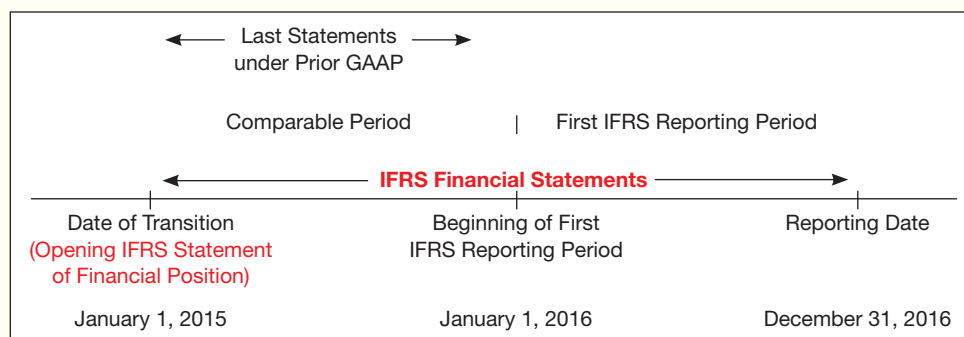 Last Statements
under Prior GAAP
Comparable Period | First IFRS Reporting Period
IFRS Financial Statements
Date of Transition
(Opening IFRS Statement
of Financial Position)
Beginning of First
IFRS Reporting Period
Reporting Date
January 1, 2015
January 1, 2016
December 31, 2016